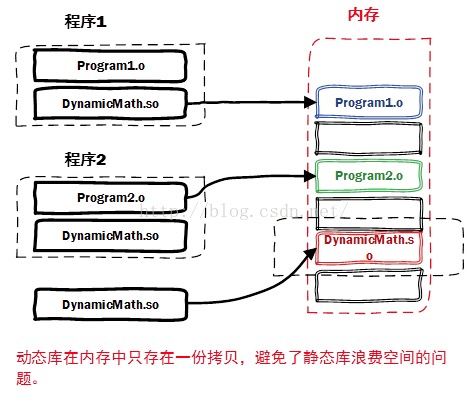 程序1
Program1.o
DynamicMath.so
程序2
Program2.o
DynamicMath.so
DynamicMath.so
内存
Program1.o
Program2.o
DynamicMath.s
o
http://blog.csdn.net/
动态库在内存中只存在一份拷贝，避免了静态库浪费空间的问
题。